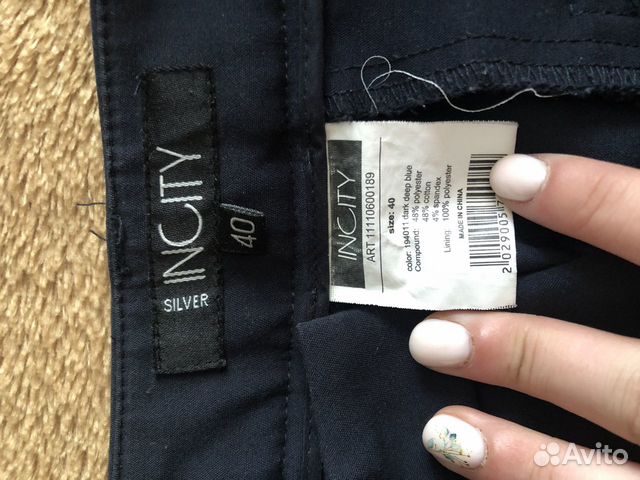 INCITY
SILVER
40
INCITY
ART 11110600189
size: 40
color: 194011 dark deep blue
Compound: 48% polyester
48% cotton
4% spandex
Lining: 100% polyester
MADE IN CHINA
2029005
Avito